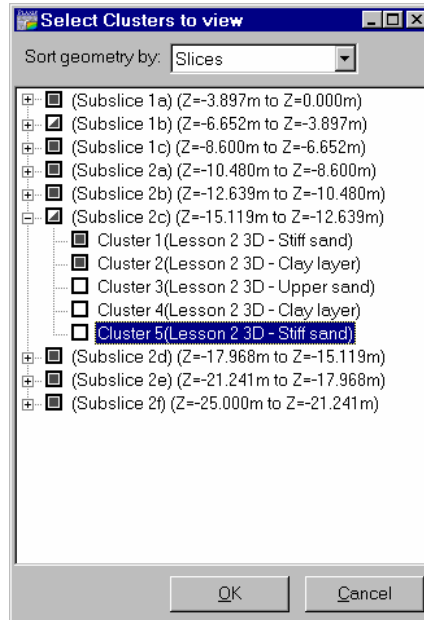 Select Clusters to view
Sort geometry by: Slices
(Subslice 1a) (Z=-3.897m to Z=0.000m)
(Subslice 1b) (Z=-6.652m to Z=-3.897m)
(Subslice 1c) (Z=-8.600m to Z=-6.652m)
(Subslice 2a) (Z=-10.480m to Z=-8.600m)
(Subslice 2b) (Z=-12.639m to Z=-10.480m)
(Subslice 2c) (Z=-15.119m to Z=-12.639m)
Cluster 1(Lesson 2 3D - Stiff sand)
Cluster 2(Lesson 2 3D - Clay layer)
Cluster 3(Lesson 2 3D - Upper sand)
Cluster 4(Lesson 2 3D - Clay layer)
Cluster 5(Lesson 2 3D - Stiff sand)
(Subslice 2d) (Z=-17.968m to Z=-15.119m)
(Subslice 2e) (Z=-21.241m to Z=-17.968m)
(Subslice 2f) (Z=-25.000m to Z=-21.241m)
OK Cancel